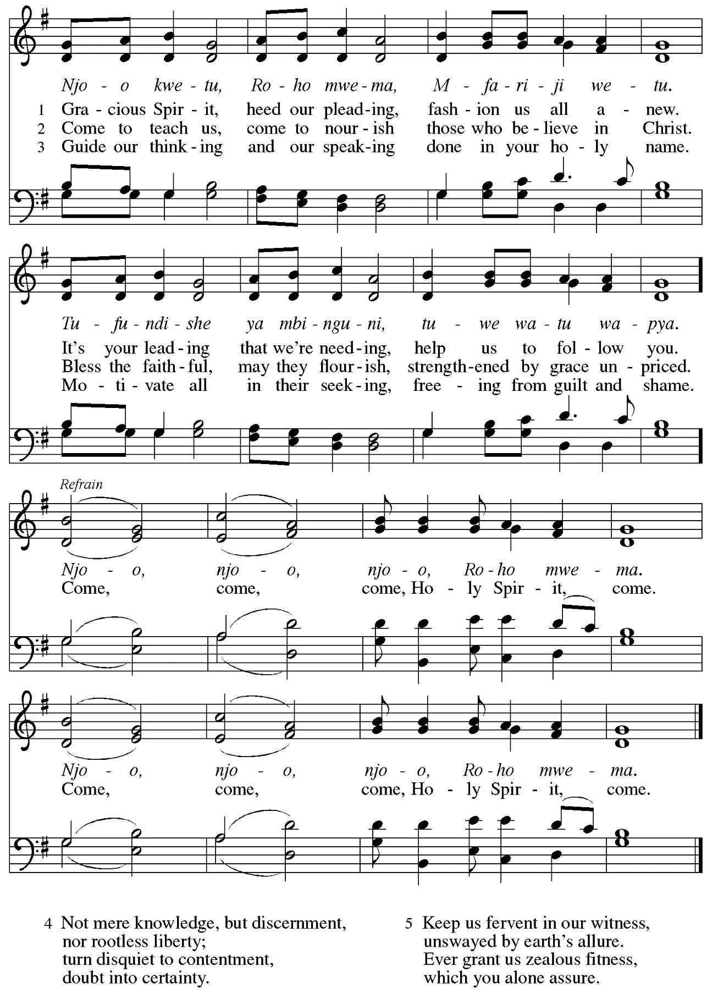 Njo - o kwe - tu, Ro - ho mwe - ma, M - fa - ri - ji we - tu.
1 Gra - cious Spir - it, heed our plead - ing, fash - ion us all a - new.
2 Come to teach us, come to nour - ish those who be - lieve in Christ.
3 Guide our think - ing and our speak - ing done in your ho - ly name.
Tu - fu - ndi - she ya mbi - ngu - ni, tu - we wa - tu wa - pya.
It's your lead - ing that we're need - ing, help us to fol - low you.
Bless the faith - ful, may they flour - ish, strength - ened by grace un - priced.
Mo - ti - vate all in their seek - ing, free - ing from guilt and shame.
Refrain
Njo - o, njo - o, njo - o, Ro - ho mwe - ma.
Come, come, come, Ho - ly Spir - it, come.
Njo - o, njo - o, njo - o, Ro - ho mwe - ma.
Come, come, come, Ho - ly Spir - it, come.
4 Not mere knowledge, but discernment,
nor rootless liberty;
turn disquiet to contentment,
doubt into certainty.
5 Keep us fervent in our witness,
unswayed by earth's allure.
Ever grant us zealous fitness,
which you alone assure.